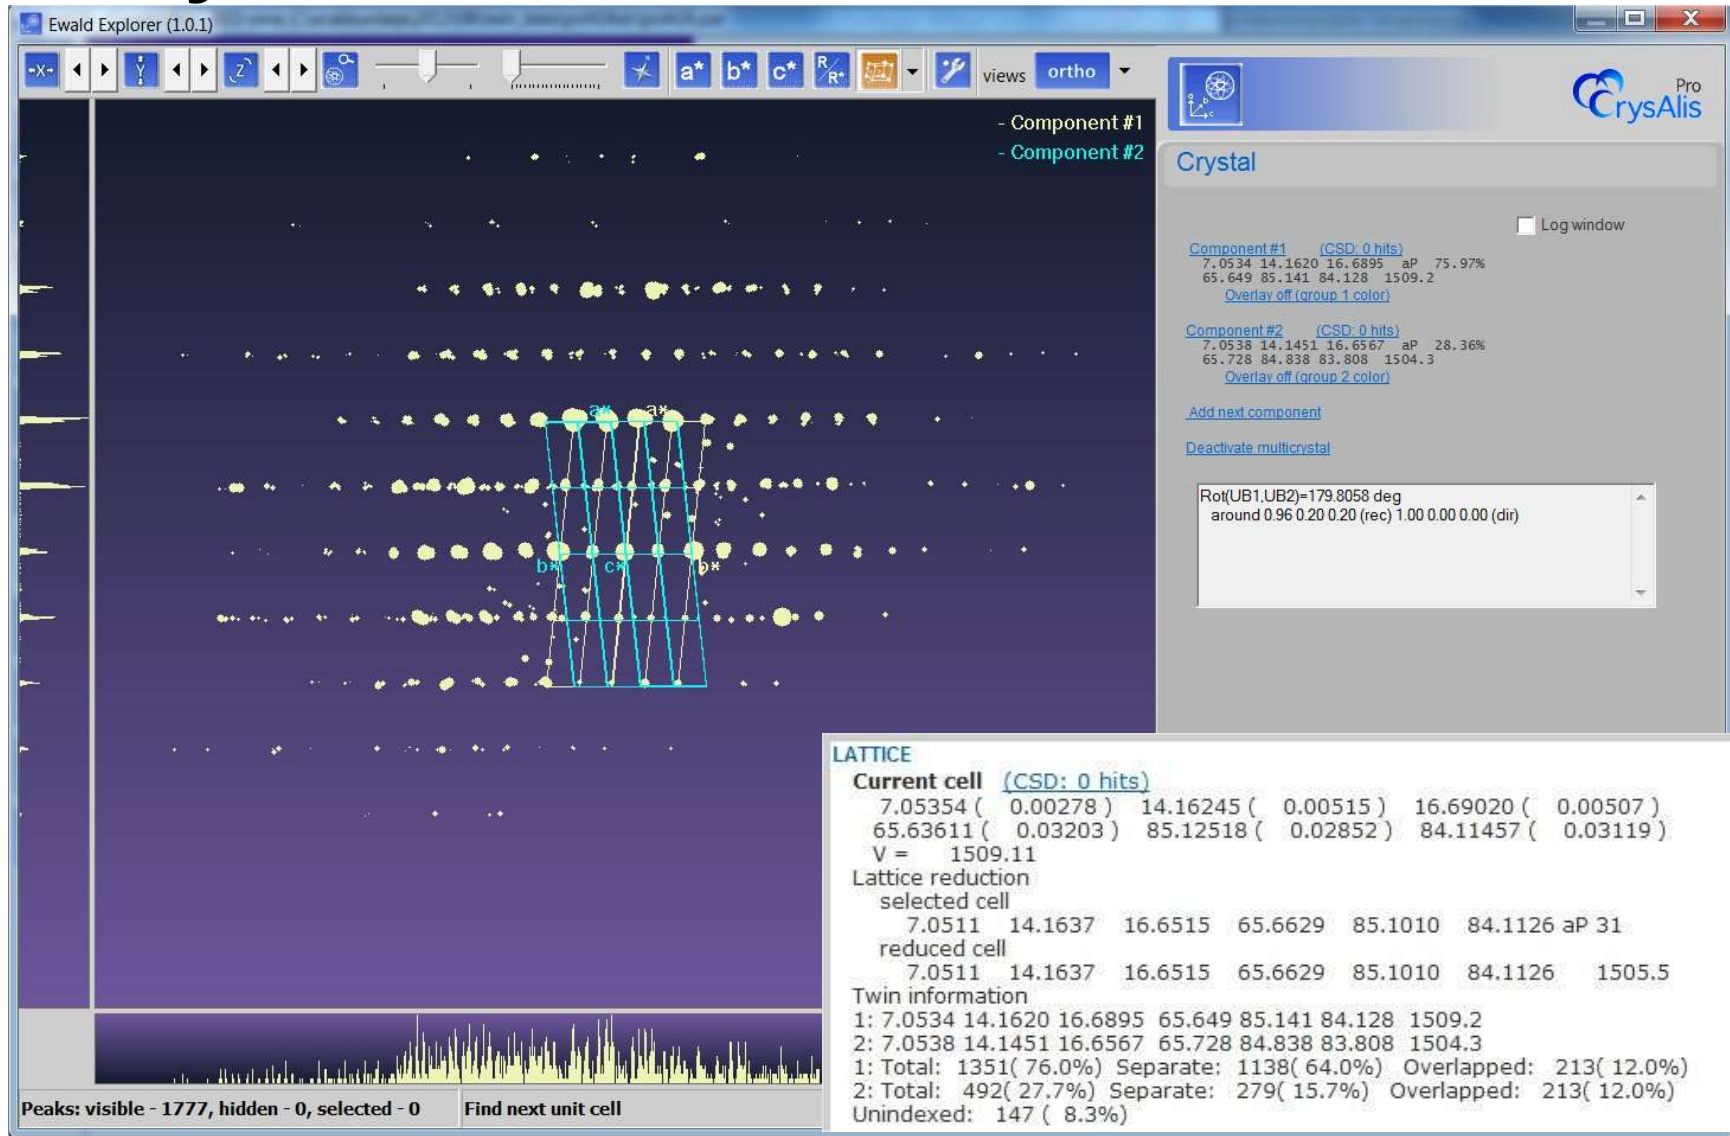 Ewald Explorer (1.0.1)
X Y Z a* b* c* R/R* views ortho
- Component #1
- Component #2
a* a*
b* c* b*
CrysAlis Pro
Crystal
Log window
Component #1 (CSD: 0 hits)
7.0534 14.1620 16.6895 aP 75.97%
65.649 85.141 84.128 1509.2
Overlay off (group 1 color)
Component #2 (CSD: 0 hits)
7.0538 14.1451 16.6567 aP 28.36%
65.728 84.838 83.808 1504.3
Overlay off (group 2 color)
Add next component
Deactivate multicrystal
Rot(UB1,UB2)=179.8058 deg
around 0.96 0.20 0.20 (rec) 1.00 0.00 0.00 (dir)
LATTICE
Current cell (CSD: 0 hits)
7.05354 ( 0.00278 ) 14.16245 ( 0.00515 ) 16.69020 ( 0.00507 )
65.63611 ( 0.03203 ) 85.12518 ( 0.02852 ) 84.11457 ( 0.03119 )
V = 1509.11
Lattice reduction
selected cell
7.0511 14.1637 16.6515 65.6629 85.1010 84.1126 aP 31
reduced cell
7.0511 14.1637 16.6515 65.6629 85.1010 84.1126 1505.5
Twin information
1: 7.0534 14.1620 16.6895 65.649 85.141 84.128 1509.2
2: 7.0538 14.1451 16.6567 65.728 84.838 83.808 1504.3
1: Total: 1351( 76.0%) Separate: 1138( 64.0%) Overlapped: 213( 12.0%)
2: Total: 492( 27.7%) Separate: 279( 15.7%) Overlapped: 213( 12.0%)
Unindexed: 147 ( 8.3%)
Peaks: visible - 1777, hidden - 0, selected - 0 Find next unit cell